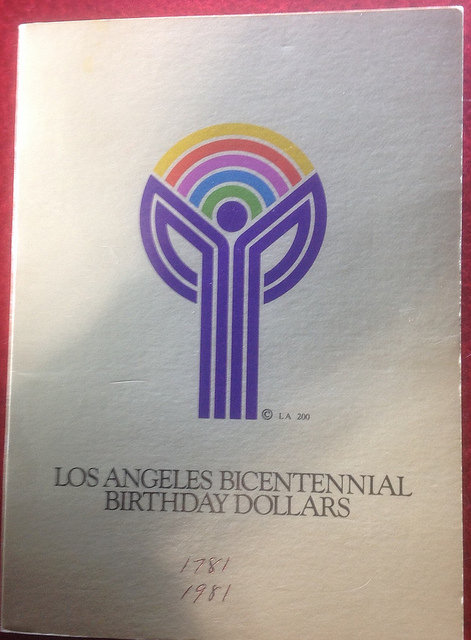 © LA 200
LOS ANGELES BICENTENNIAL
BIRTHDAY DOLLARS
1781
1981